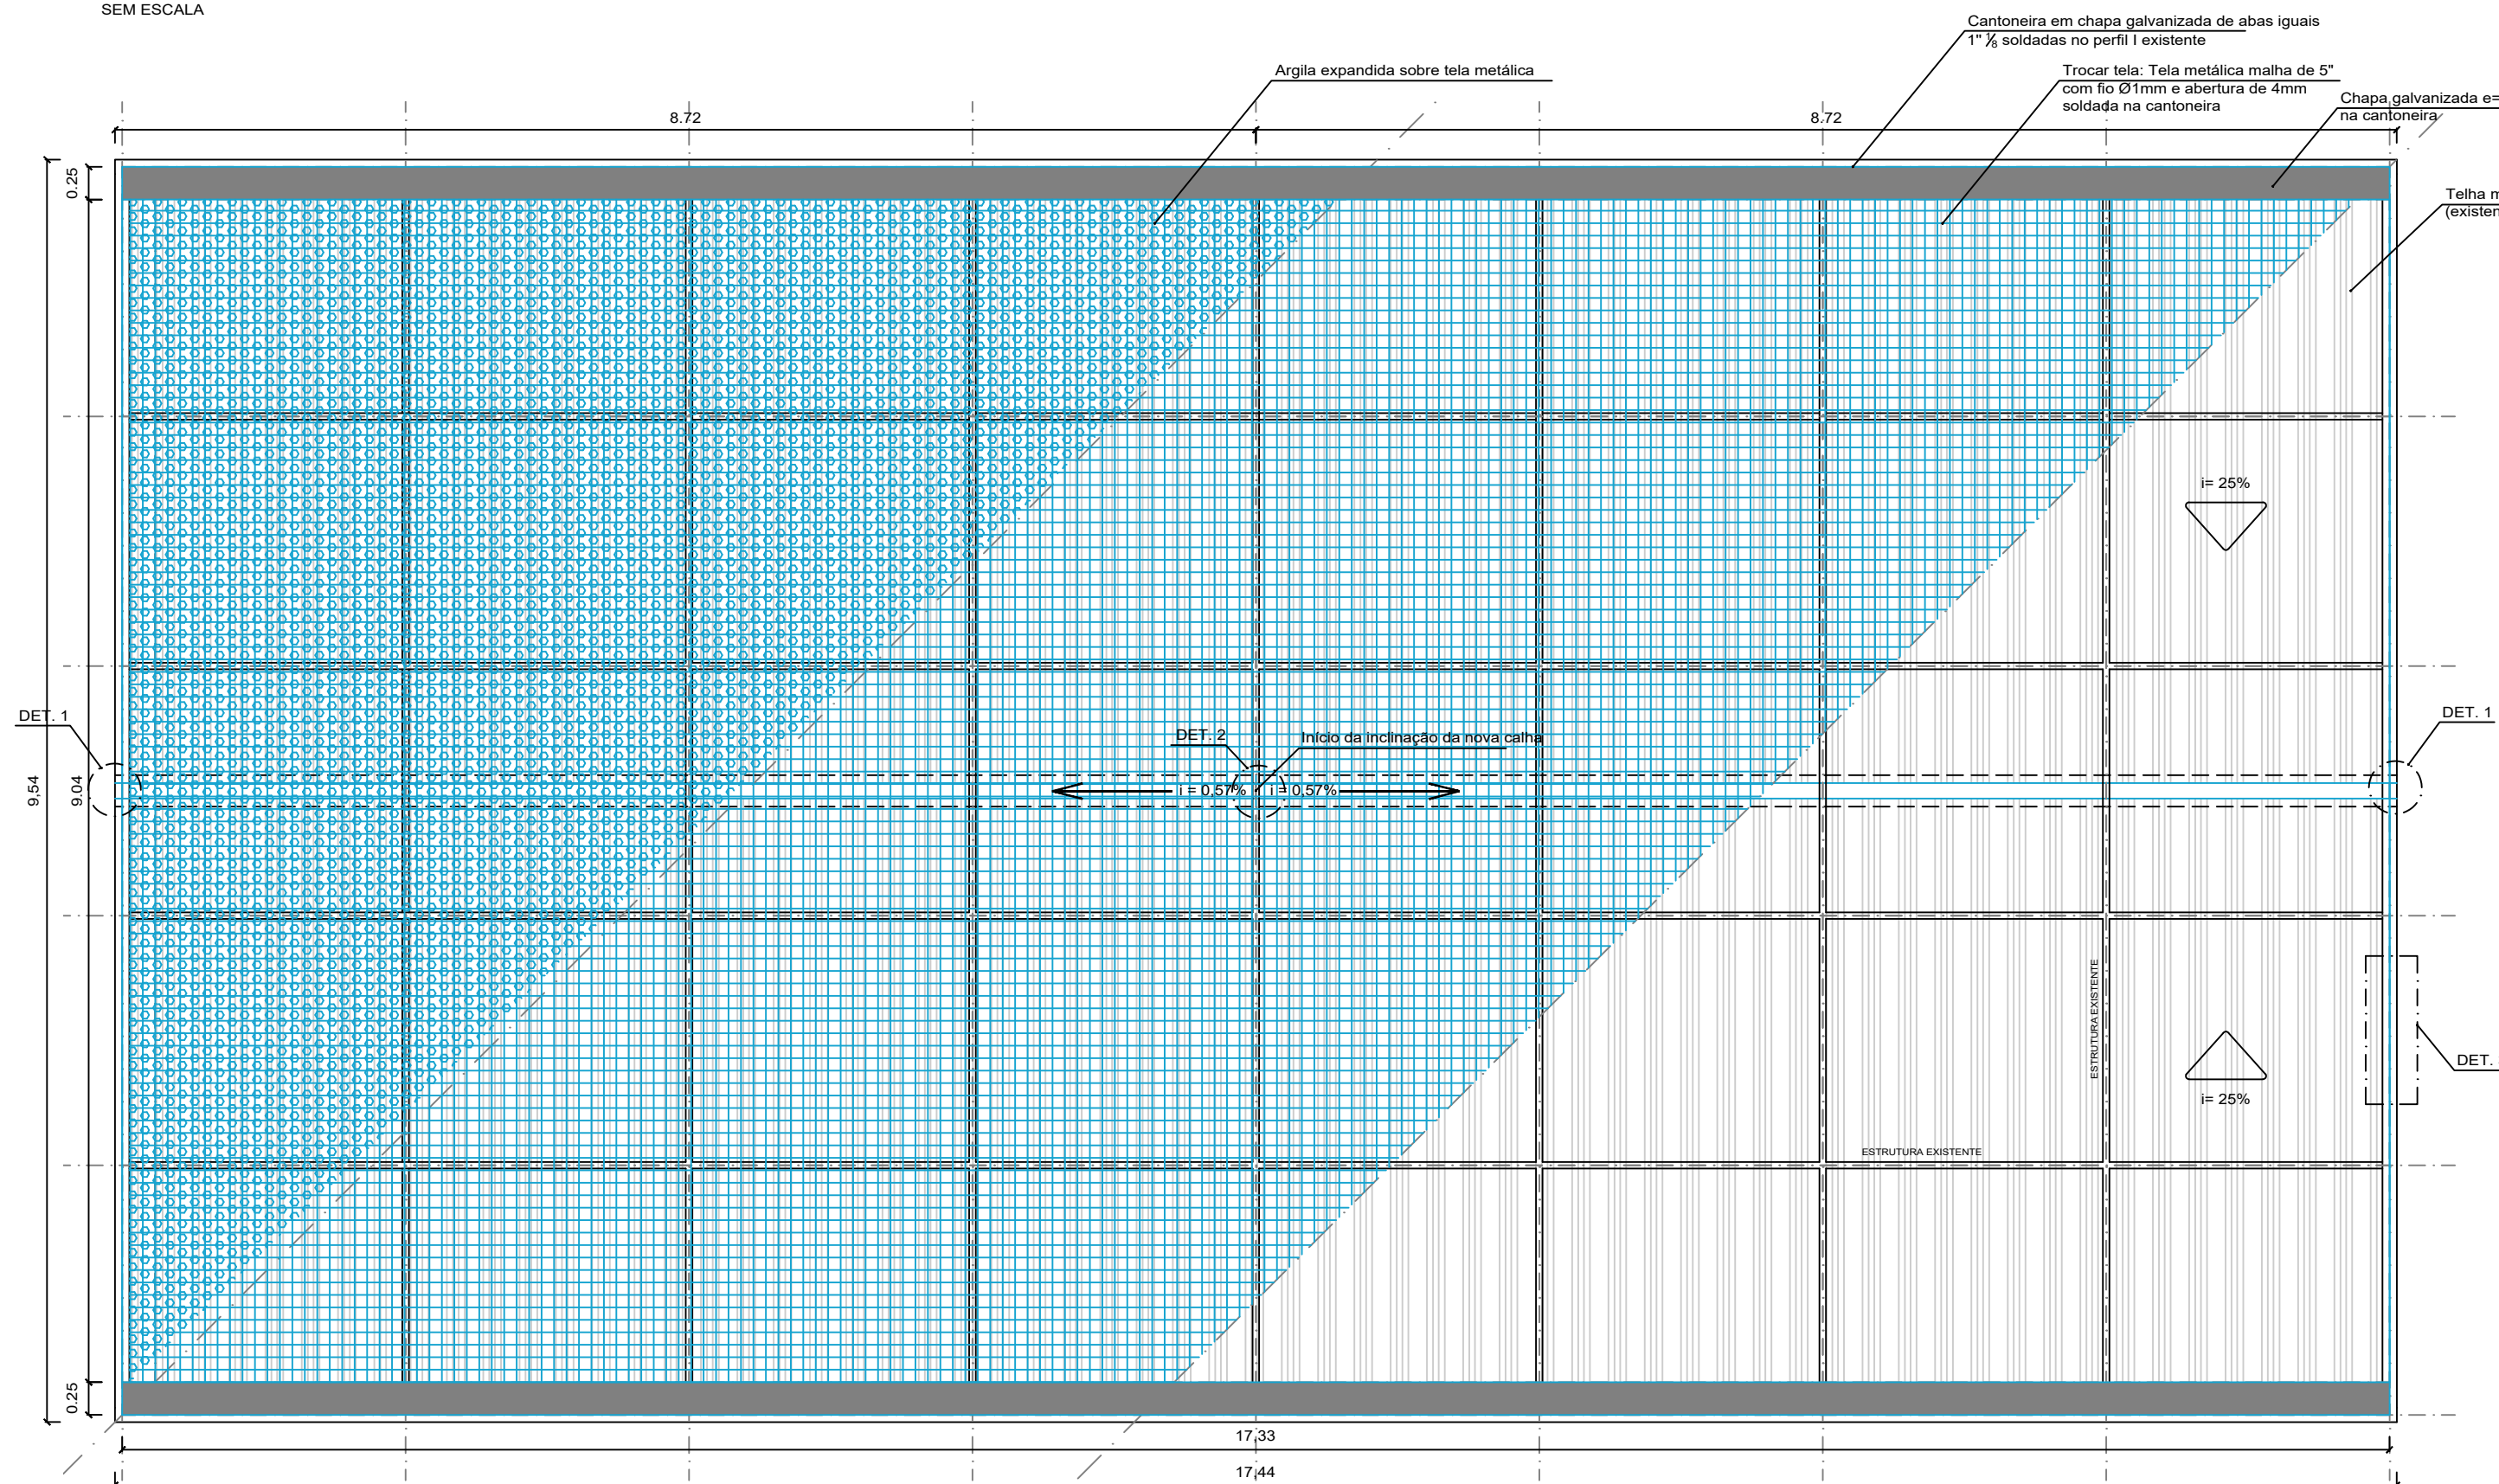 SEM ESCALA
Cantoneira em chapa galvanizada de abas iguais
1" ⅛ soldadas no perfil I existente
Argila expandida sobre tela metálica
Trocar tela: Tela metálica malha de 5"
com fio Ø1mm e abertura de 4mm
soldada na cantoneira
Chapa galvanizada e=
na cantoneira
8.72
8.72
0.25
Telha m
(existen
i= 25%
DET. 1
DET. 2
Início da inclinação da nova calha
DET. 1
9,54
9.04
i = 0,57%
i = 0,57%
ESTRUTURA EXISTENTE
DET.
i= 25%
ESTRUTURA EXISTENTE
0.25
17,33
17,44